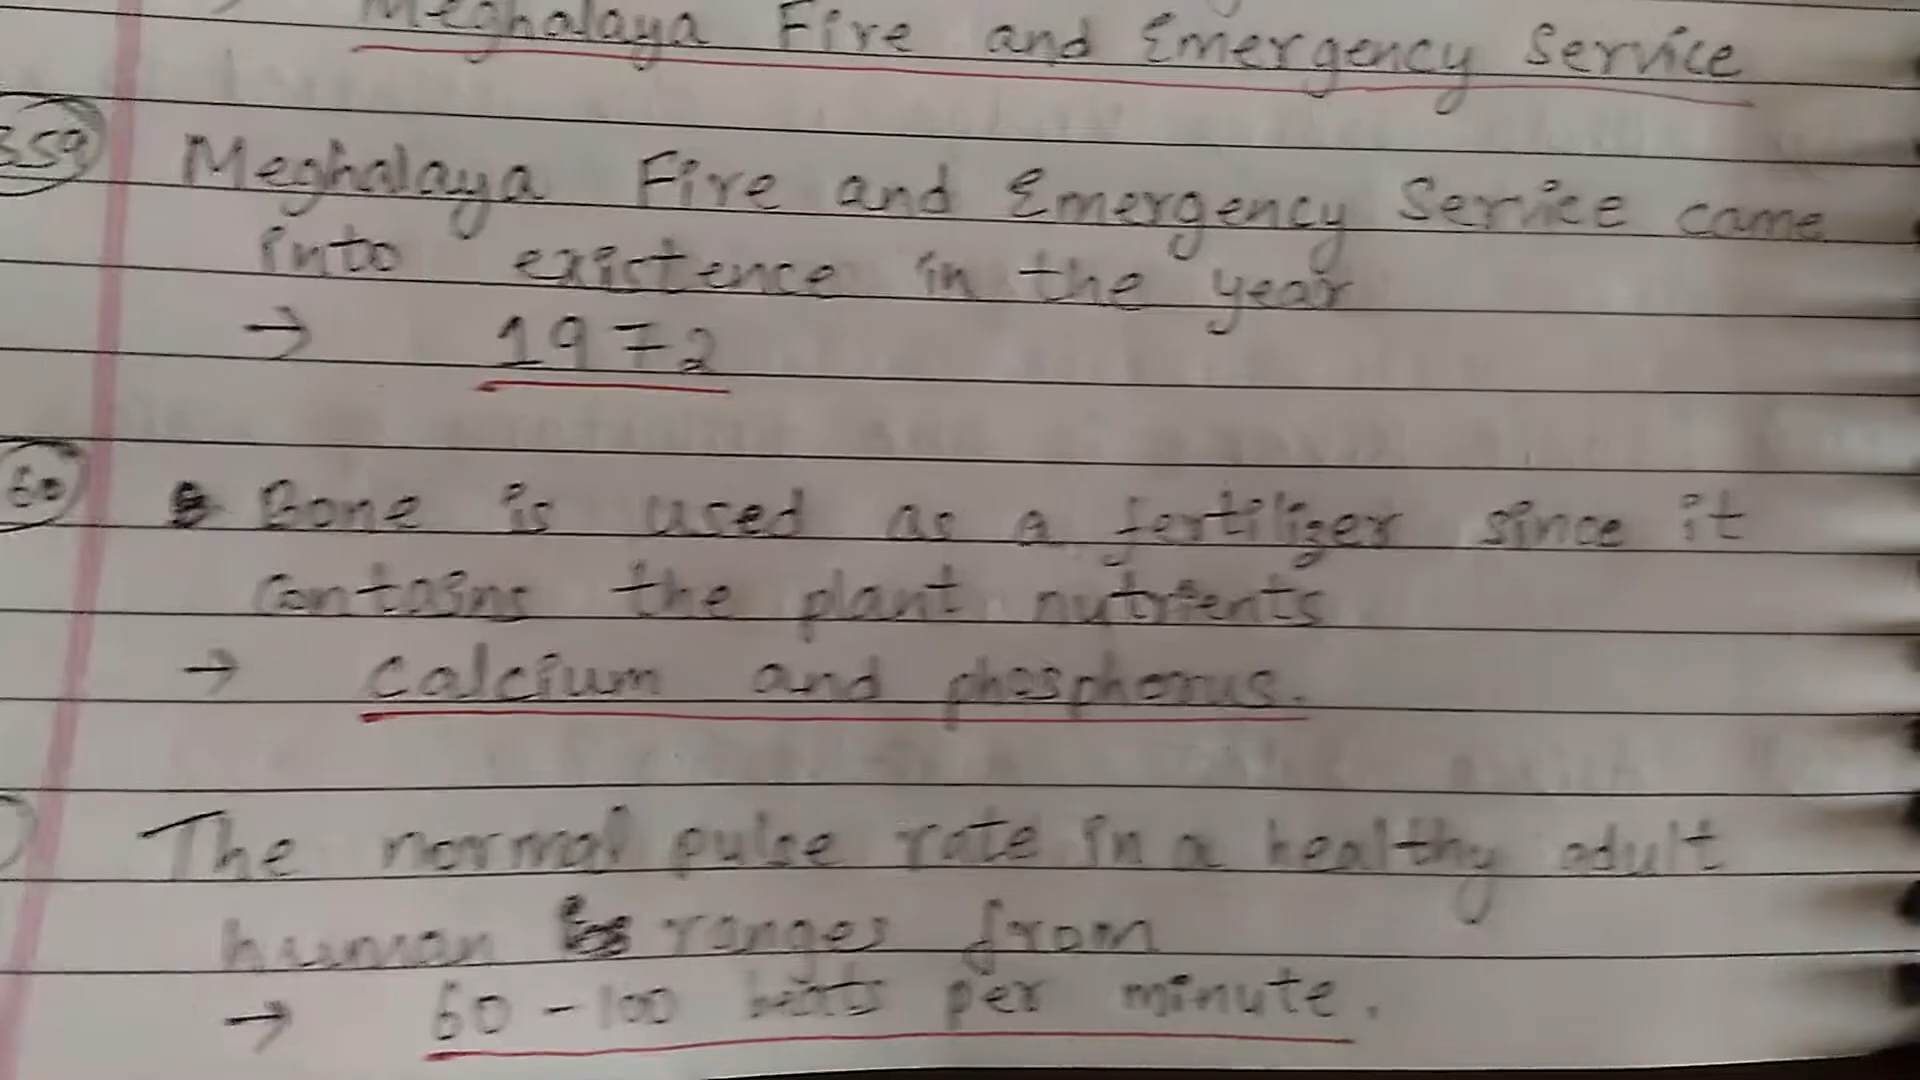 Meghalaya Fire and Emergency Service
359 Meghalaya Fire and Emergency Service came
into existence in the year
→ 1972
60 Bone is used as a fertilizer since it
contains the plant nutrients
→ calcium and phosphorus.
The normal pulse rate in a healthy adult
human ranges from
→ 60-100 beats per minute.